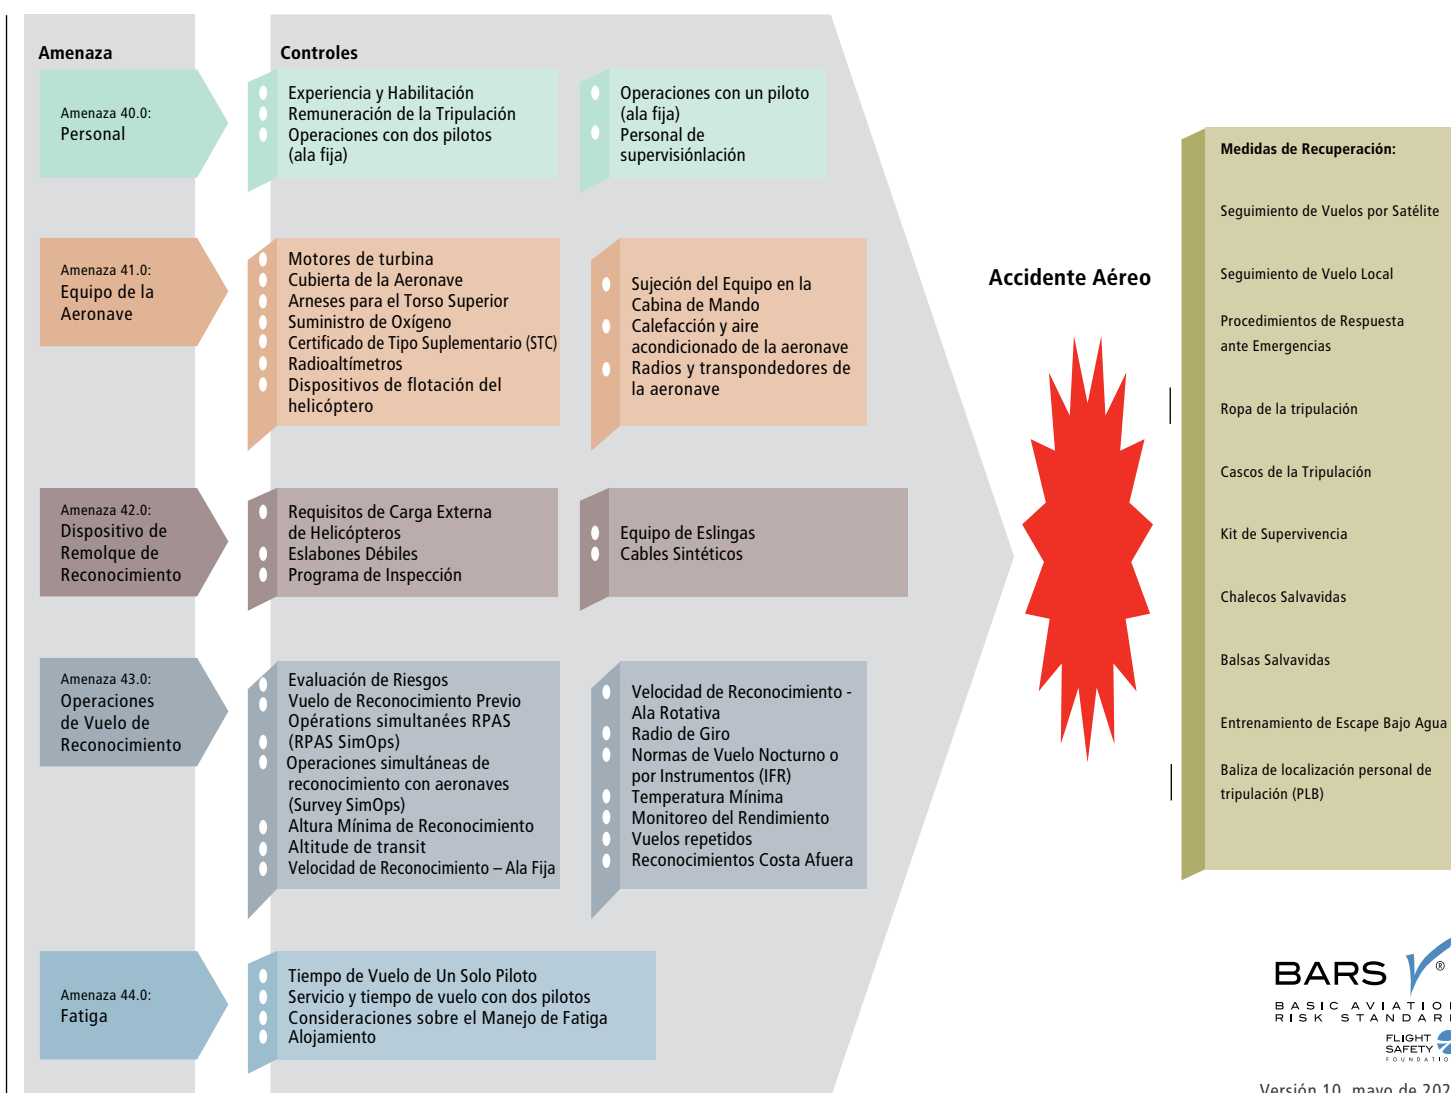 Amenaza
Controles
Amenaza 40.0:
Personal
Experiencia y Habilitación
Remuneración de la Tripulación
Operaciones con dos pilotos
(ala fija)
Operaciones con un piloto
(ala fija)
Personal de
supervisiónlación
Amenaza 41.0:
Equipo de la
Aeronave
Motores de turbina
Cubierta de la Aeronave
Arneses para el Torso Superior
Suministro de Oxígeno
Certificado de Tipo Suplementario (STC)
Radioaltímetros
Dispositivos de flotación del
helicóptero
Sujeción del Equipo en la
Cabina de Mando
Calefacción y aire
acondicionado de la aeronave
Radios y transpondedores de
la aeronave
Amenaza 42.0:
Dispositivo de
Remolque de
Reconocimiento
Requisitos de Carga Externa
de Helicópteros
Eslabones Débiles
Programa de Inspección
Equipo de Eslingas
Cables Sintéticos
Amenaza 43.0:
Operaciones
de Vuelo de
Reconocimiento
Evaluación de Riesgos
Vuelo de Reconocimiento Previo
Opérations simultanées RPAS
(RPAS SimOps)
Operaciones simultáneas de
reconocimiento con aeronaves
(Survey SimOps)
Altura Mínima de Reconocimiento
Altitude de transit
Velocidad de Reconocimiento – Ala Fija
Velocidad de Reconocimiento -
Ala Rotativa
Radio de Giro
Normas de Vuelo Nocturno o
por Instrumentos (IFR)
Temperatura Mínima
Monitoreo del Rendimiento
Vuelos repetidos
Reconocimientos Costa Afuera
Amenaza 44.0:
Fatiga
Tiempo de Vuelo de Un Solo Piloto
Servicio y tiempo de vuelo con dos pilotos
Consideraciones sobre el Manejo de Fatiga
Alojamiento
Accidente Aéreo
Medidas de Recuperación:
Seguimiento de Vuelos por Satélite
Seguimiento de Vuelo Local
Procedimientos de Respuesta
ante Emergencias
Ropa de la tripulación
Cascos de la Tripulación
Kit de Supervivencia
Chalecos Salvavidas
Balsas Salvavidas
Entrenamiento de Escape Bajo Agua
Baliza de localización personal de
tripulación (PLB)
BARS ®
BASIC AVIATIO
RISK STANDAR
FLIGHT
SAFETY
FOUNDATIO
Versión 10, mayo de 202